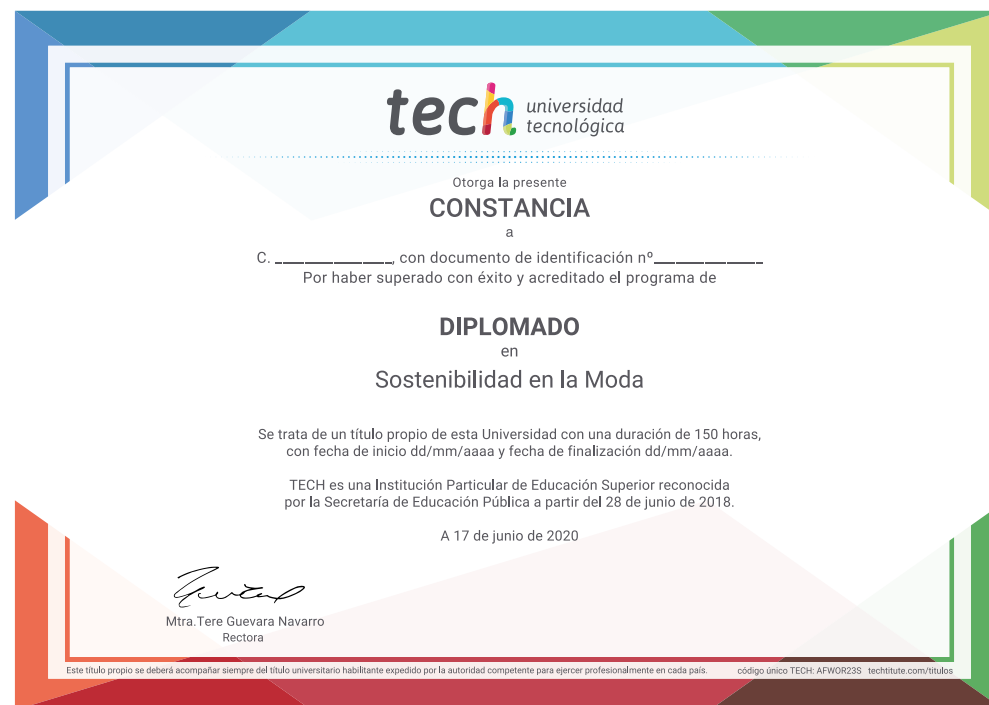 tech universidad
tecnológica
Otorga la presente
CONSTANCIA
a
C. ______________, con documento de identificación nº______________
Por haber superado con éxito y acreditado el programa de
DIPLOMADO
en
Sostenibilidad en la Moda
Se trata de un título propio de esta Universidad con una duración de 150 horas,
con fecha de inicio dd/mm/aaaa y fecha de finalización dd/mm/aaaa.
TECH es una Institución Particular de Educación Superior reconocida
por la Secretaría de Educación Pública a partir del 28 de junio de 2018.
A 17 de junio de 2020
Mtra.Tere Guevara Navarro
Rectora
Este título propio se deberá acompañar siempre del título universitario habilitante expedido por la autoridad competente para ejercer profesionalmente en cada país. código único TECH: AFWOR23S techtitute.com/titulos